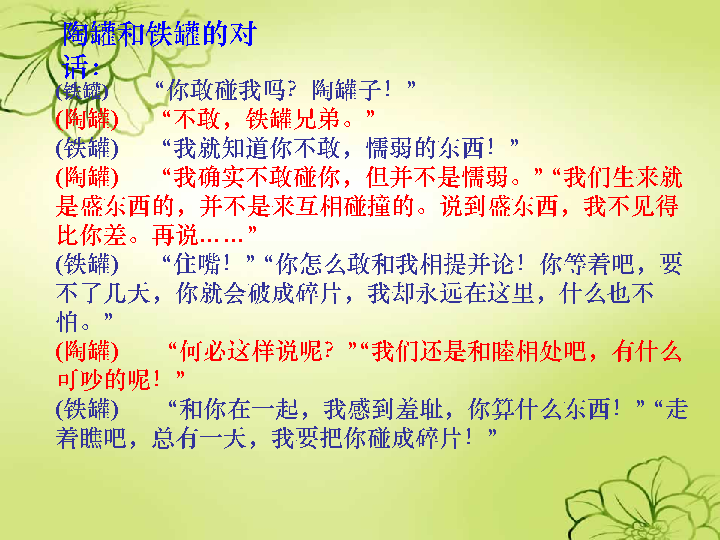 陶罐和铁罐的对
话：
(铁罐) “你敢碰我吗？陶罐子！”
(陶罐) “不敢，铁罐兄弟。”
(铁罐) “我就知道你不敢，懦弱的东西！”
(陶罐) “我确实不敢碰你，但并不是懦弱。”“我们生来就
是盛东西的，并不是来互相碰撞的。说到盛东西，我不见得
比你差。再说……”
(铁罐) “住嘴！”“你怎么敢和我相提并论！你等着吧，要
不了几天，你就会破成碎片，我却永远在这里，什么也不
怕。”
(陶罐) “何必这样说呢？”“我们还是和睦相处吧，有什么
可吵的呢！”
(铁罐) “和你在一起，我感到羞耻，你算什么东西！”“走
着瞧吧，总有一天，我要把你碰成碎片！”